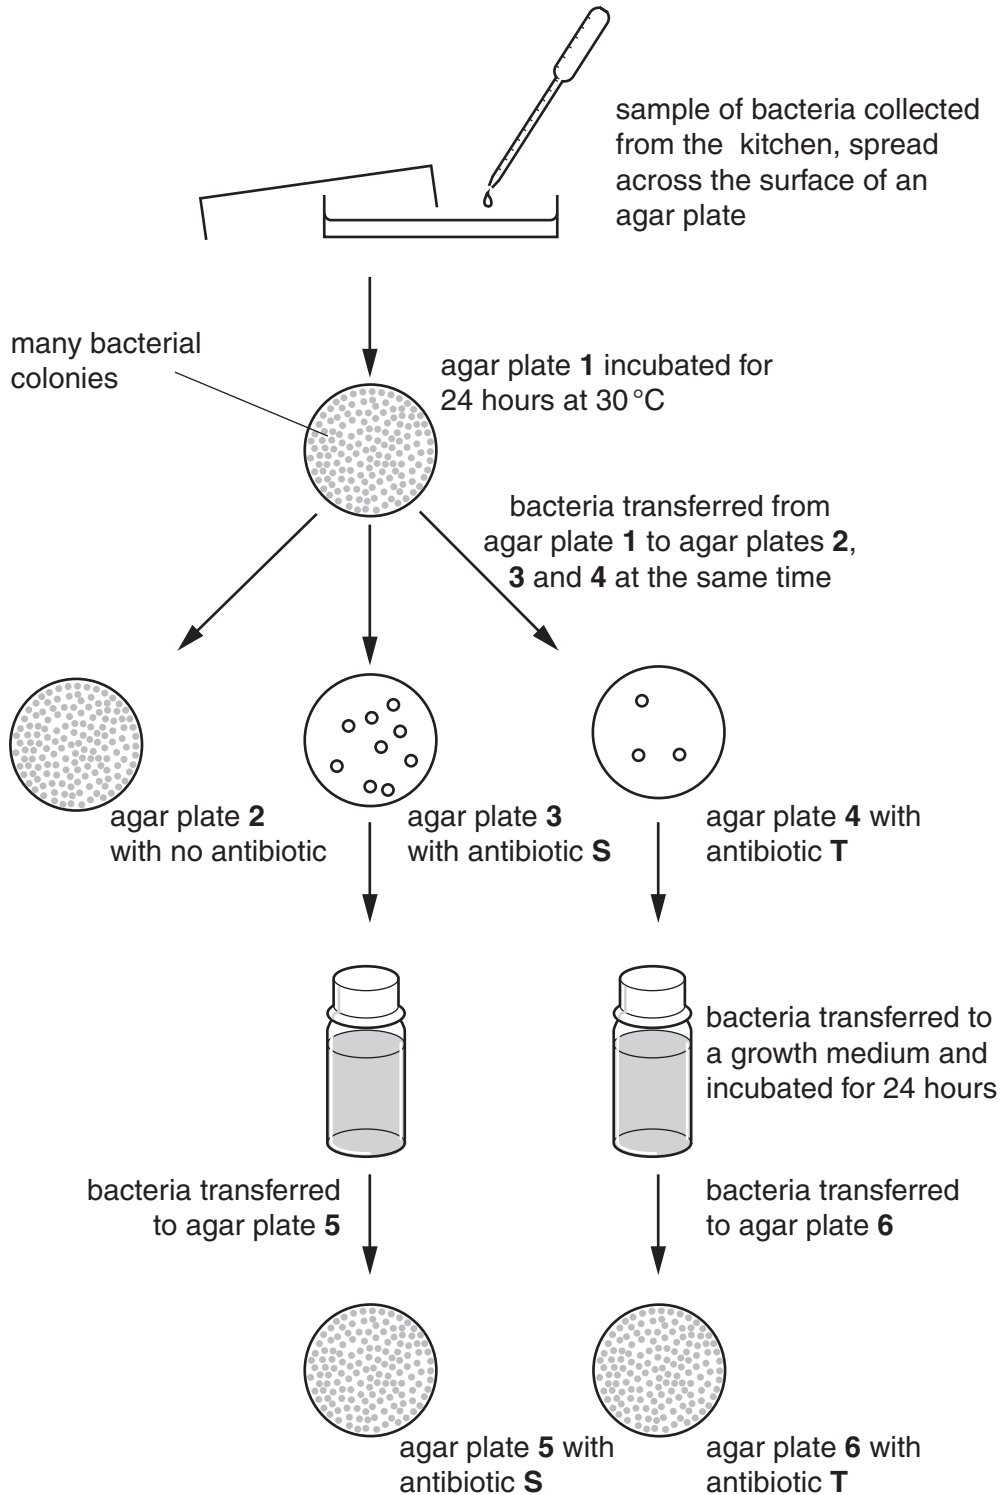 sample of bacteria collected
from the kitchen, spread
across the surface of an
agar plate
many bacterial
colonies
agar plate 1 incubated for
24 hours at 30 °C
bacteria transferred from
agar plate 1 to agar plates 2,
3 and 4 at the same time
agar plate 2
with no antibiotic
agar plate 3
with antibiotic S
agar plate 4 with
antibiotic T
bacteria transferred to
a growth medium and
incubated for 24 hours
bacteria transferred
to agar plate 5
bacteria transferred
to agar plate 6
agar plate 5 with
antibiotic S
agar plate 6 with
antibiotic T